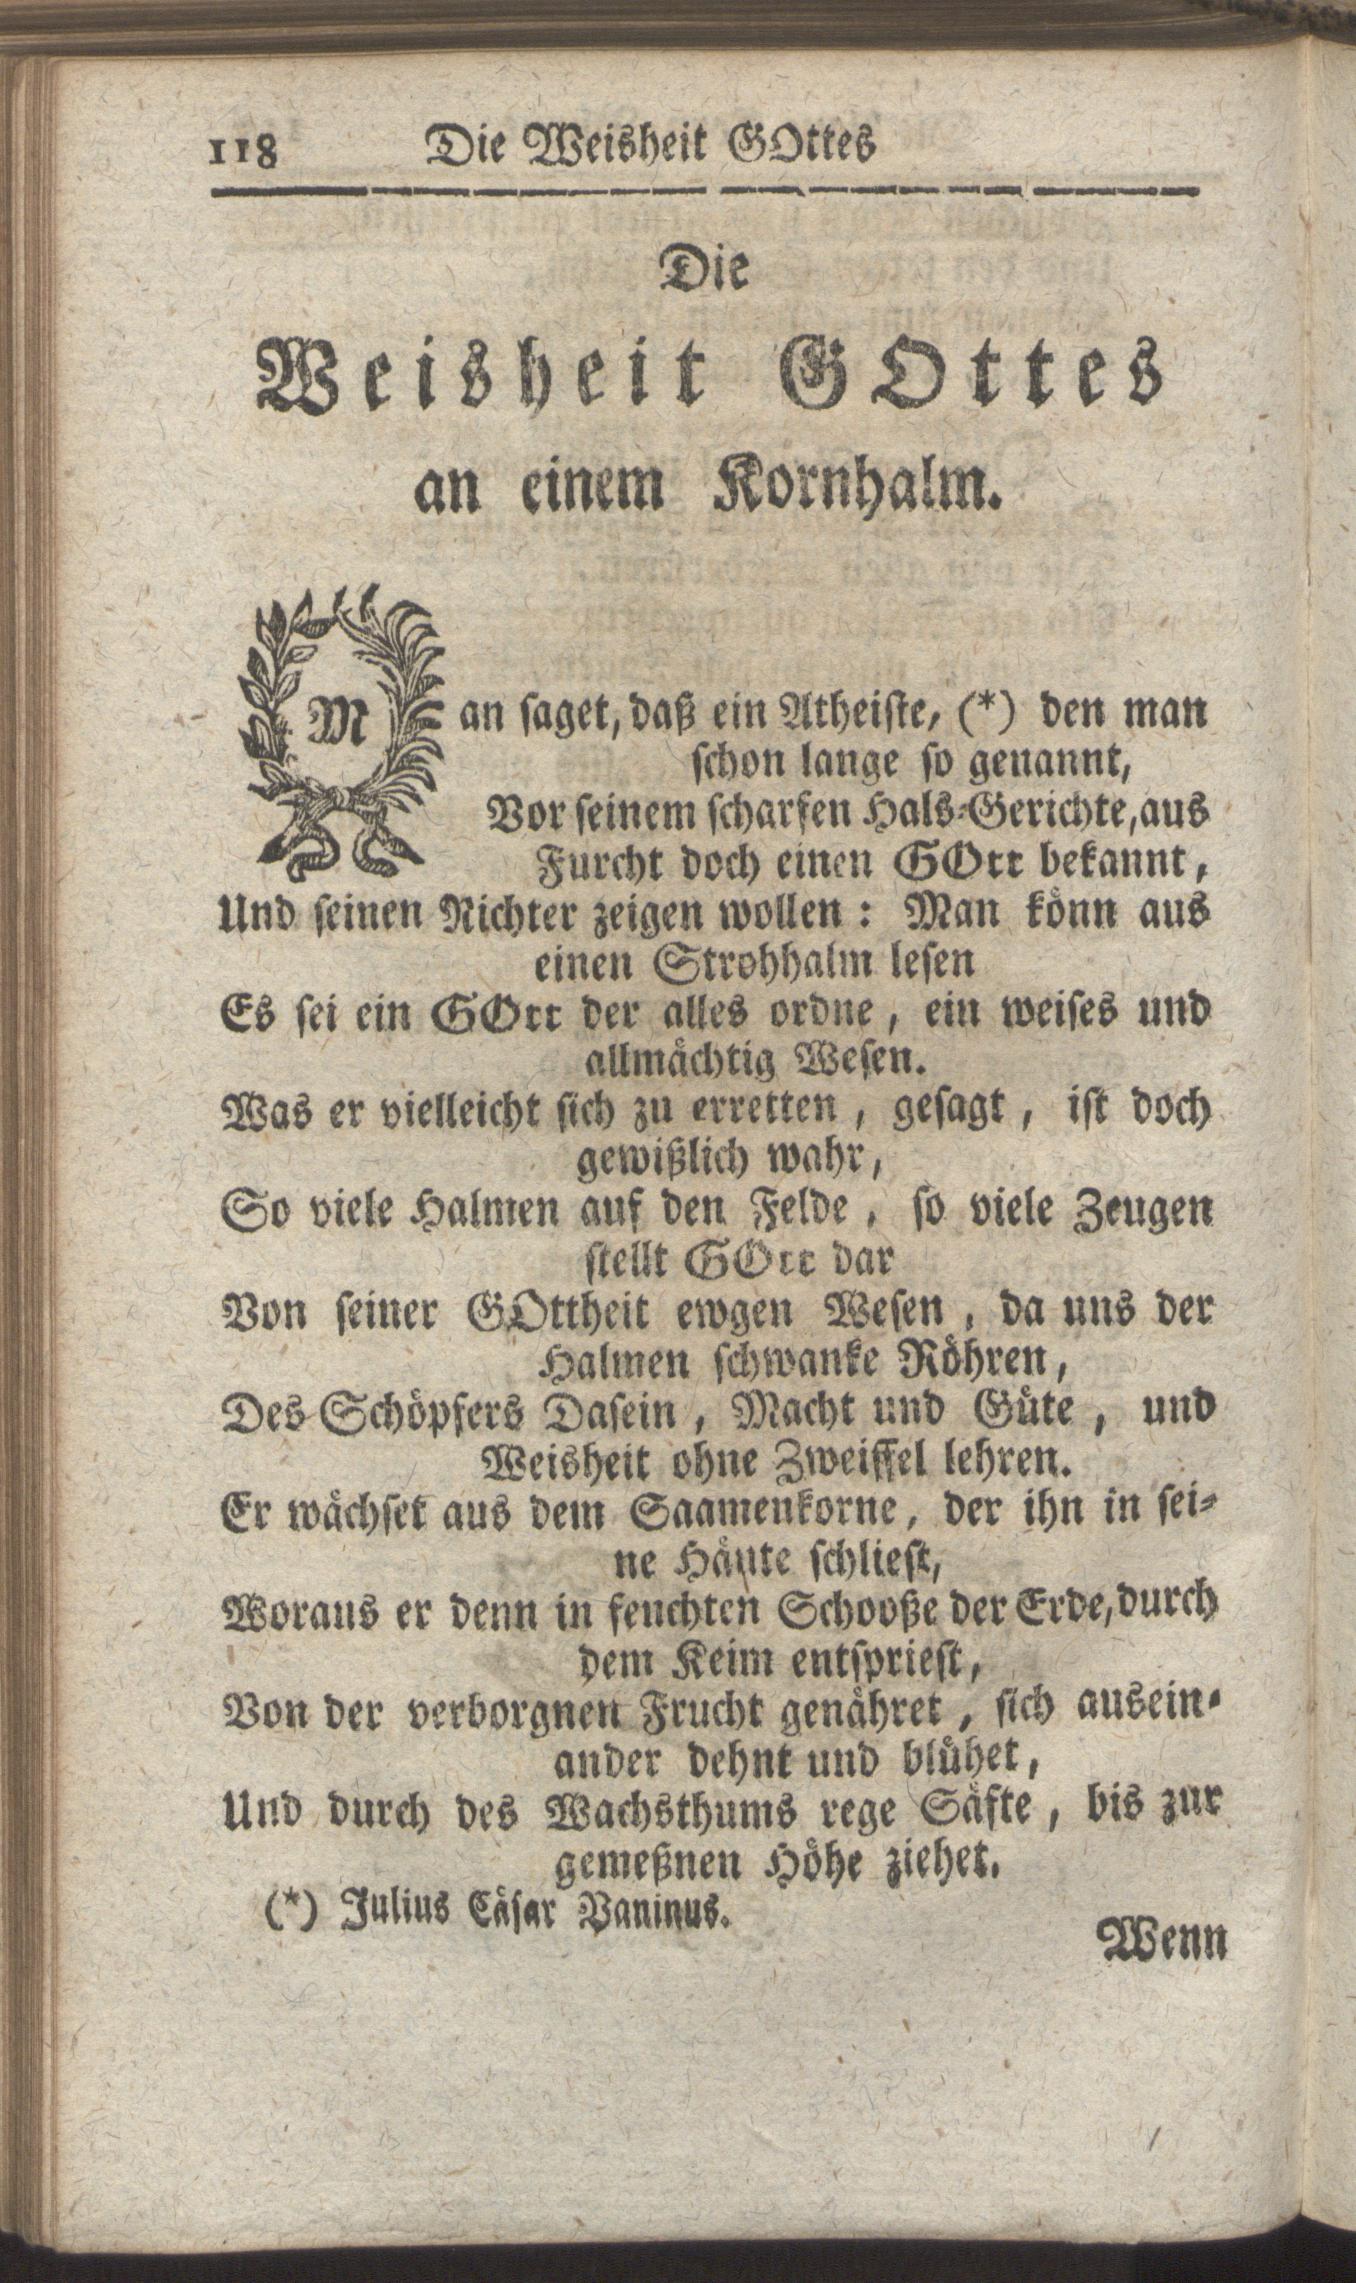 118 Die Weisheit GOttes
Die
Weisheit GOttes
an einem Kornhalm.
Man saget, daß ein Atheiste, (*) den man
schon lange so genannt,
Vor seinem scharfen Hals-Gerichte, aus
Furcht doch einen GOtt bekannt,
Und seinen Richter zeigen wollen: Man könn aus
einen Strohhalm lesen
Es sei ein GOtt der alles ordne, ein weises und
allmächtig Wesen.
Was er vielleicht sich zu erretten, gesagt, ist doch
gewißlich wahr,
So viele Halmen auf den Felde, so viele Zeugen
stellt GOtt dar
Von seiner GOttheit ewgen Wesen, da uns der
Halmen schwanke Röhren,
Des Schöpfers Dasein, Macht und Güte, und
Weisheit ohne Zweiffel lehren.
Er wächset aus dem Saamenkorne, der ihn in sei-
ne Häute schliest,
Woraus er denn in feuchten Schooße der Erde, durch
dem Keim entspriest,
Von der verborgnen Frucht genähret, sich ausein-
ander dehnt und blühet,
Und durch des Wachsthums rege Säfte, bis zur
gemeßnen Höhe ziehet.
(*) Julius Cäsar Vaninus.
Wenn